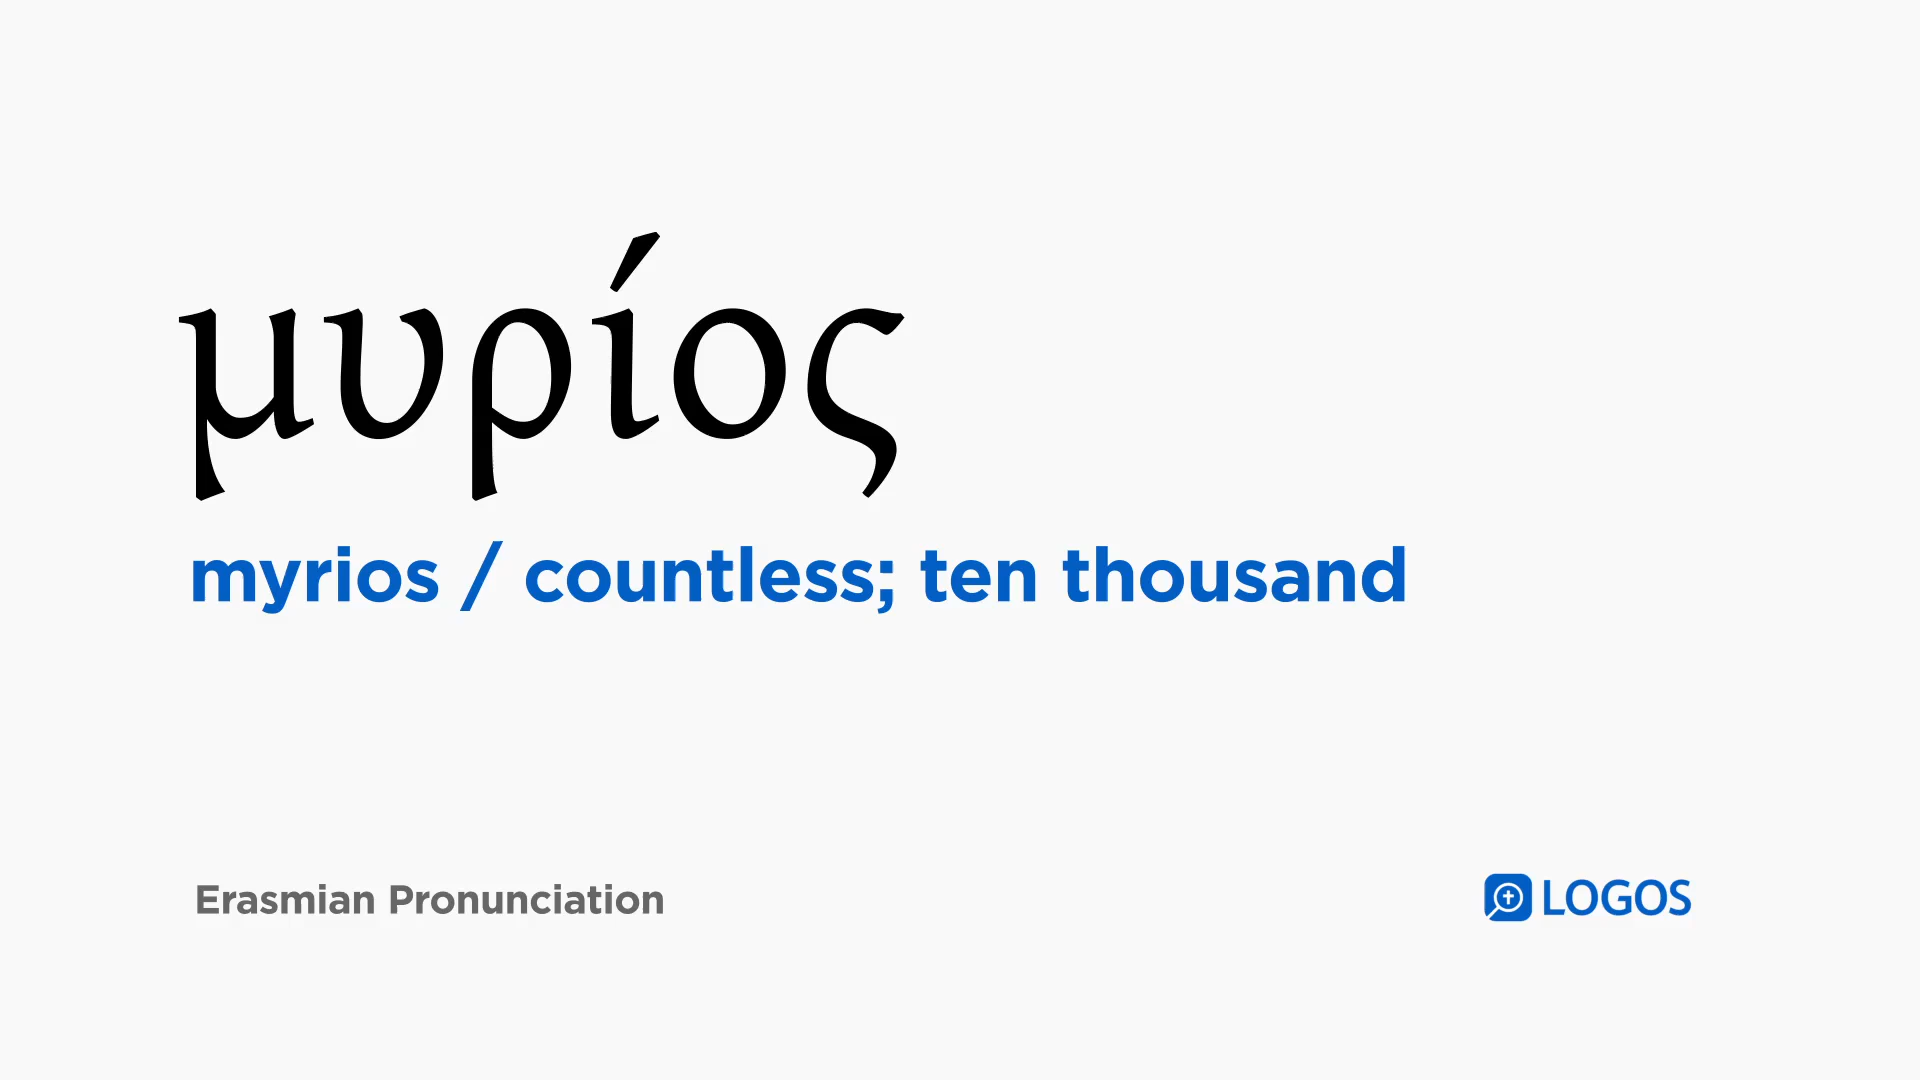 μυρίος
myrios / countless; ten thousand
Erasmian Pronunciation
LOGOS